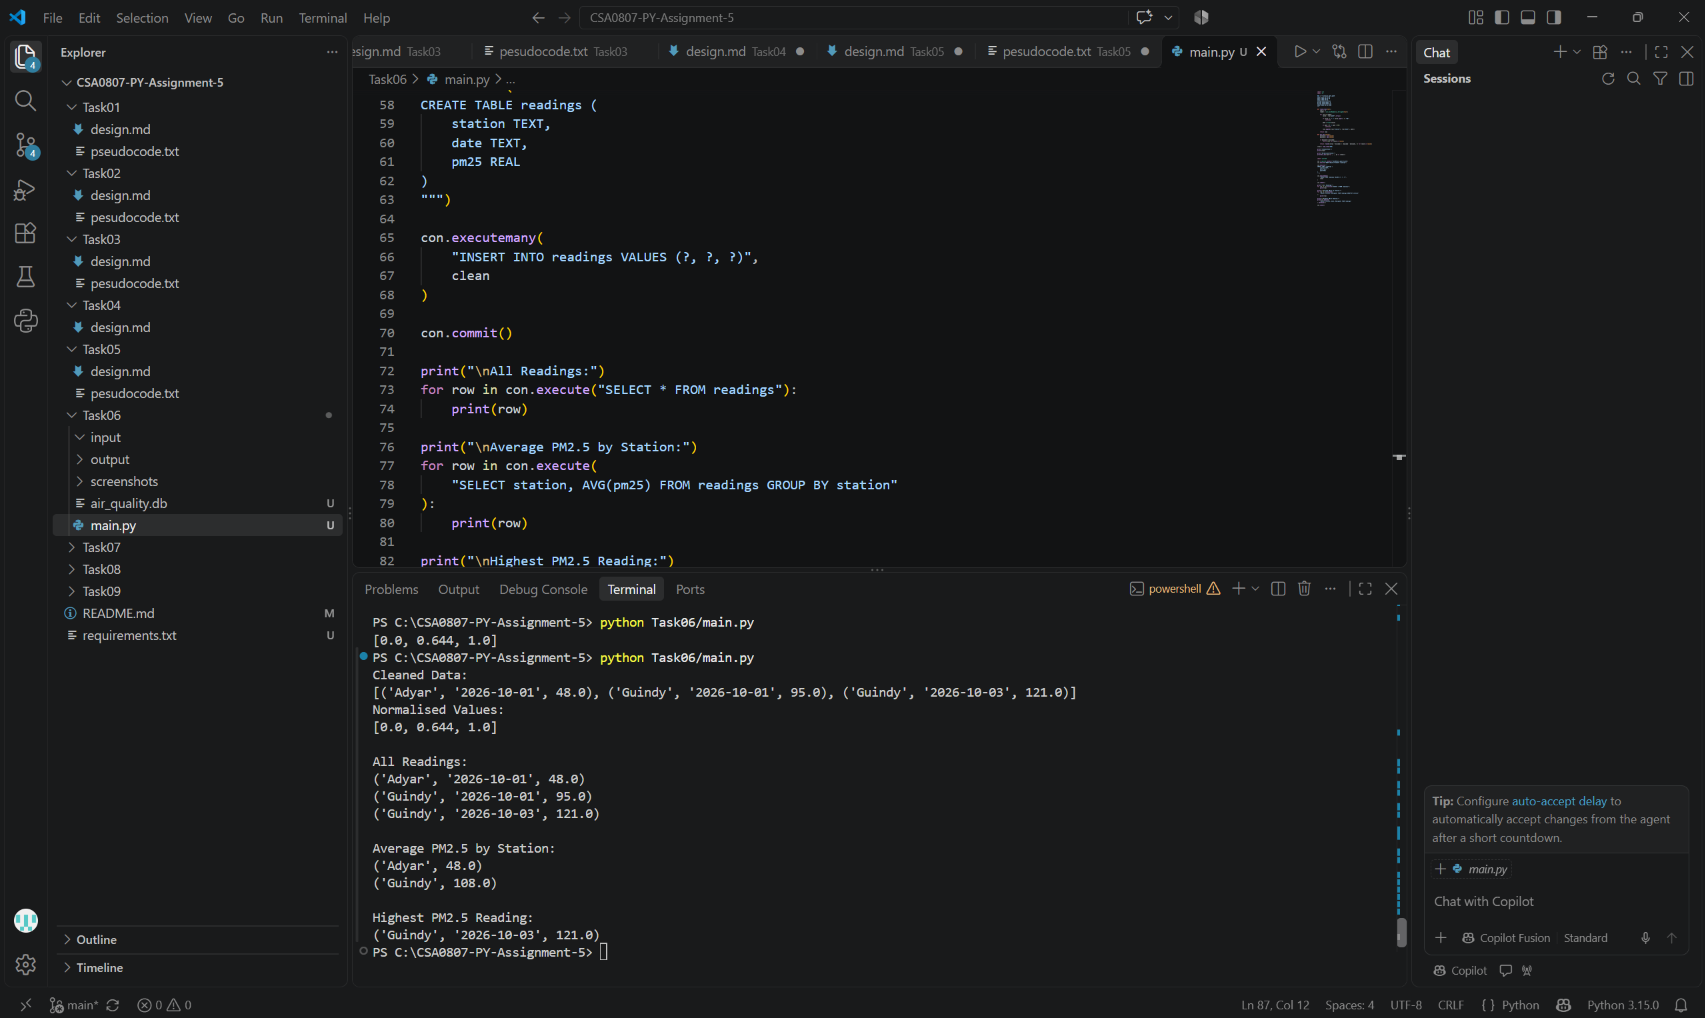 File Edit Selection View Go Run Terminal Help
CSA0807-PY-Assignment-5
Explorer
CSA0807-PY-Assignment-5
Task01
design.md
pseudocode.txt
Task02
design.md
pesudocode.txt
Task03
design.md
pesudocode.txt
Task04
design.md
Task05
design.md
pesudocode.txt
Task06
input
output
screenshots
air_quality.db U
main.py U
Task07
Task08
Task09
README.md M
requirements.txt U
Outline
Timeline
4
4
esign.md Task03 pesudocode.txt Task03 design.md Task04 design.md Task05 pesudocode.txt Task05 main.py U
Task06 > main.py > ...
58 CREATE TABLE readings (
59 station TEXT,
60 date TEXT,
61 pm25 REAL
62 )
63 """)
64
65 con.executemany(
66 "INSERT INTO readings VALUES (?, ?, ?)",
67 clean
68 )
69
70 con.commit()
71
72 print("\nAll Readings:")
73 for row in con.execute("SELECT * FROM readings"):
74 print(row)
75
76 print("\nAverage PM2.5 by Station:")
77 for row in con.execute(
78 "SELECT station, AVG(pm25) FROM readings GROUP BY station"
79 ):
80 print(row)
81
82 print("\nHighest PM2.5 Reading:")
Problems Output Debug Console Terminal Ports
powershell
PS C:\CSA0807-PY-Assignment-5> python Task06/main.py
[0.0, 0.644, 1.0]
PS C:\CSA0807-PY-Assignment-5> python Task06/main.py
Cleaned Data:
[('Adyar', '2026-10-01', 48.0), ('Guindy', '2026-10-01', 95.0), ('Guindy', '2026-10-03', 121.0)]
Normalised Values:
[0.0, 0.644, 1.0]
All Readings:
('Adyar', '2026-10-01', 48.0)
('Guindy', '2026-10-01', 95.0)
('Guindy', '2026-10-03', 121.0)
Average PM2.5 by Station:
('Adyar', 48.0)
('Guindy', 108.0)
Highest PM2.5 Reading:
('Guindy', '2026-10-03', 121.0)
PS C:\CSA0807-PY-Assignment-5>
Chat
Sessions
Tip: Configure auto-accept delay to
automatically accept changes from the agent
after a short countdown.
main.py
Chat with Copilot
Copilot Fusion Standard
Copilot
main* 0 0
Ln 87, Col 12 Spaces: 4 UTF-8 CRLF { } Python Python 3.15.0